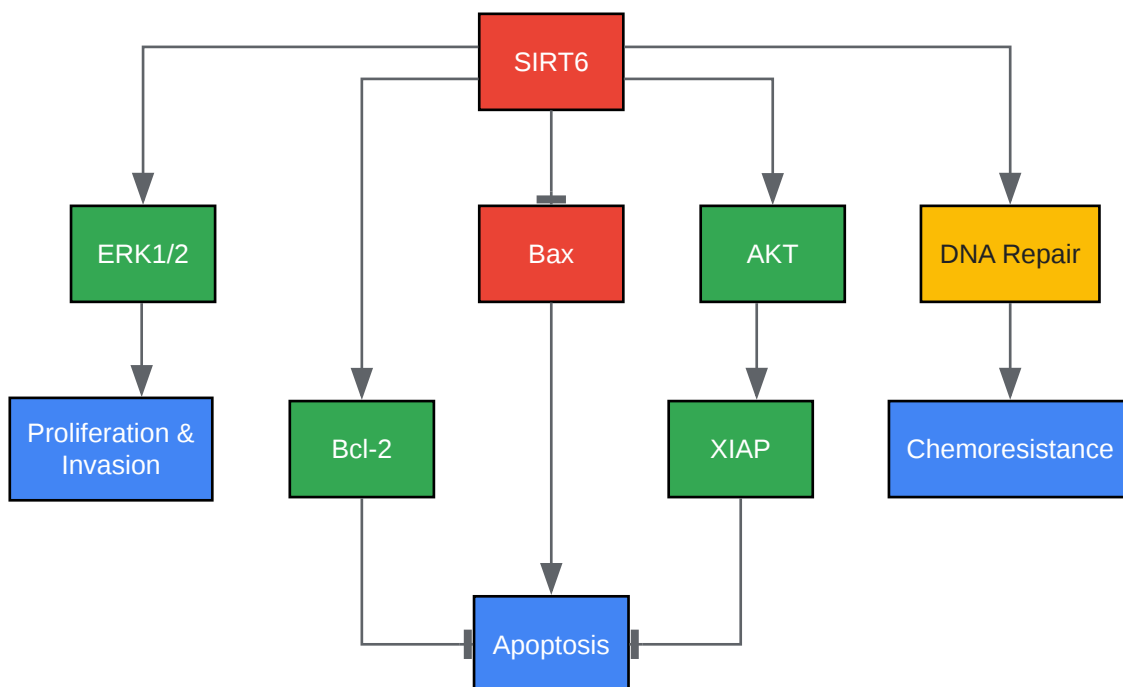 SIRT6
ERK1/2
Bax
AKT
DNA Repair
Proliferation &
Invasion
Bcl-2
XIAP
Chemoresistance
Apoptosis